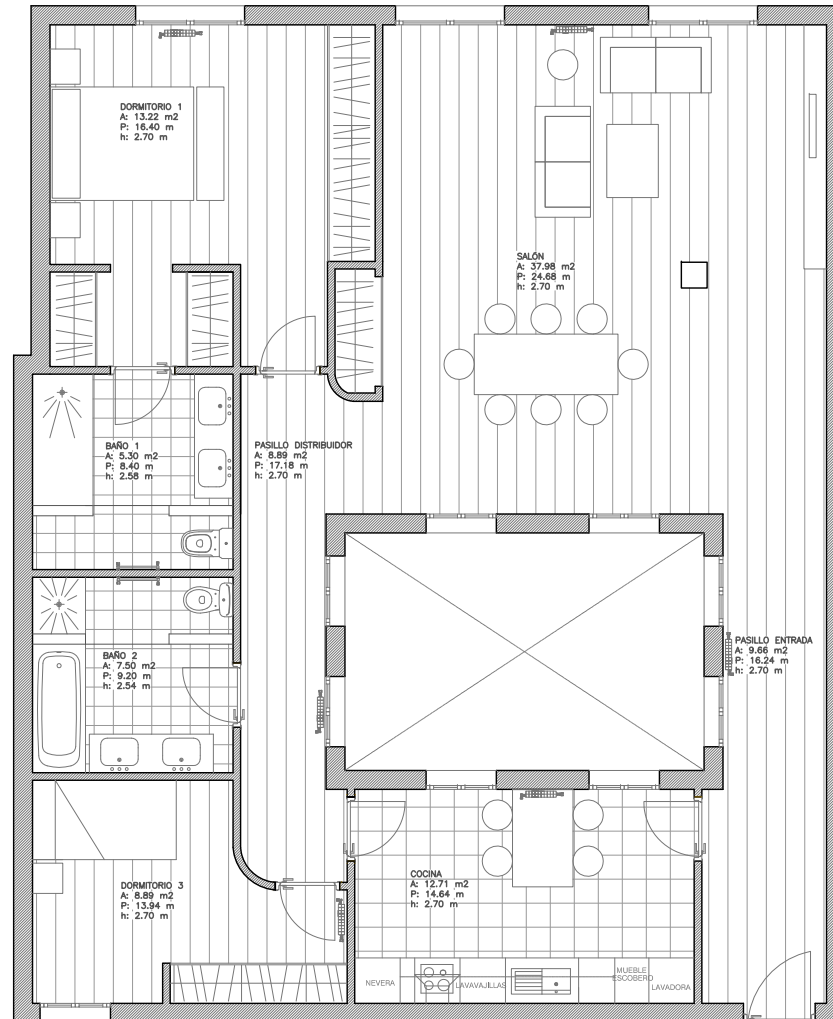 DORMITORIO 1
A: 13.22 m2
P: 16.40 m
h: 2.70 m
SALÓN
A: 37.98 m2
P: 24.68 m
h: 2.70 m
BAÑO 1
A: 5.30 m2
P: 8.40 m
h: 2.58 m
PASILLO DISTRIBUIDOR
A: 8.89 m2
P: 17.18 m
h: 2.70 m
BAÑO 2
A: 7.50 m2
P: 9.20 m
h: 2.54 m
PASILLO ENTRADA
A: 9.66 m2
P: 16.24 m
h: 2.70 m
DORMITORIO 3
A: 8.89 m2
P: 13.94 m
h: 2.70 m
COCINA
A: 12.71 m2
P: 14.64 m
h: 2.70 m
NEVERA
LAVAVAJILLAS
MUEBLE
ESCOBERO
LAVADORA